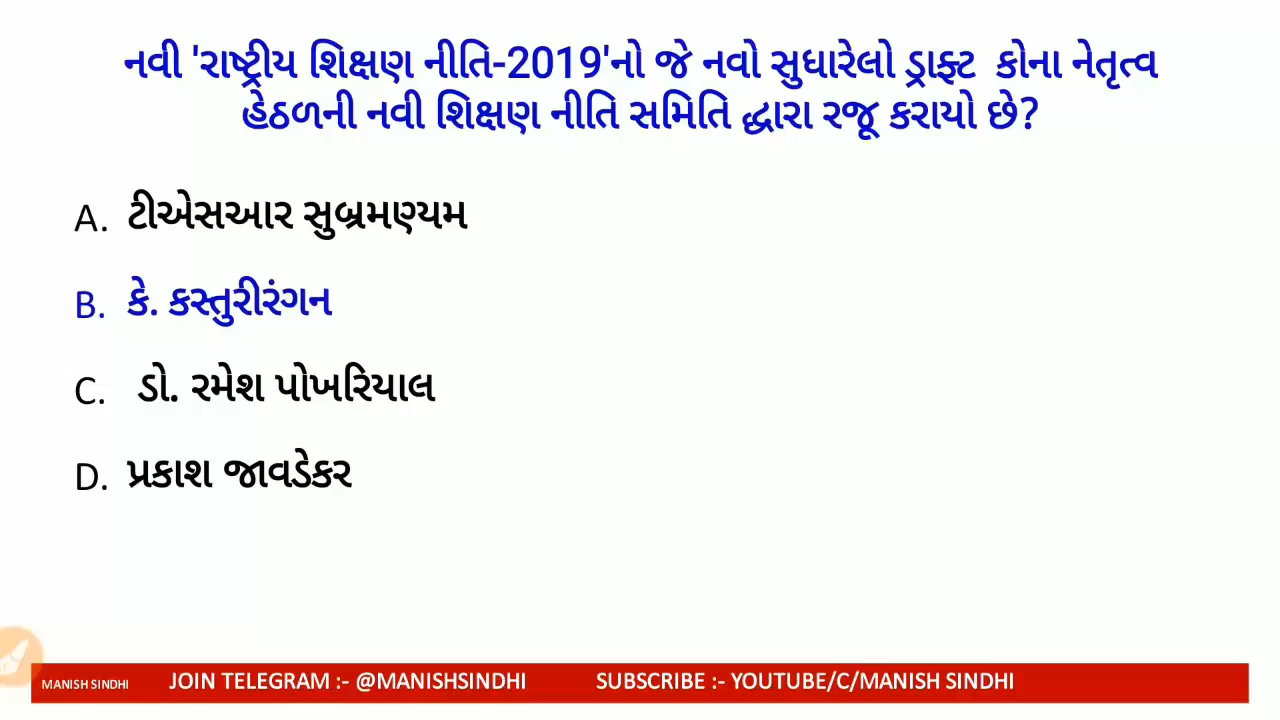 નવી 'રાષ્ટ્રીય શિક્ષણ નીતિ-2019'નો જે નવો સુધારેલો ડ્રાફ્ટ કોના નેતૃત્વ
હેઠળની નવી શિક્ષણ નીતિ સમિતિ દ્ધારા રજૂ કરાયો છે?
A. ટીએસઆર સુબ્રમણ્યમ
B. કે. કસ્તુરીરંગન
C. ડો. રમેશ પોખરિયાલ
D. પ્રકાશ જાવડેકર
MANISH SINDHI JOIN TELEGRAM :- @MANISHSINDHI SUBSCRIBE :- YOUTUBE/C/MANISH SINDHI